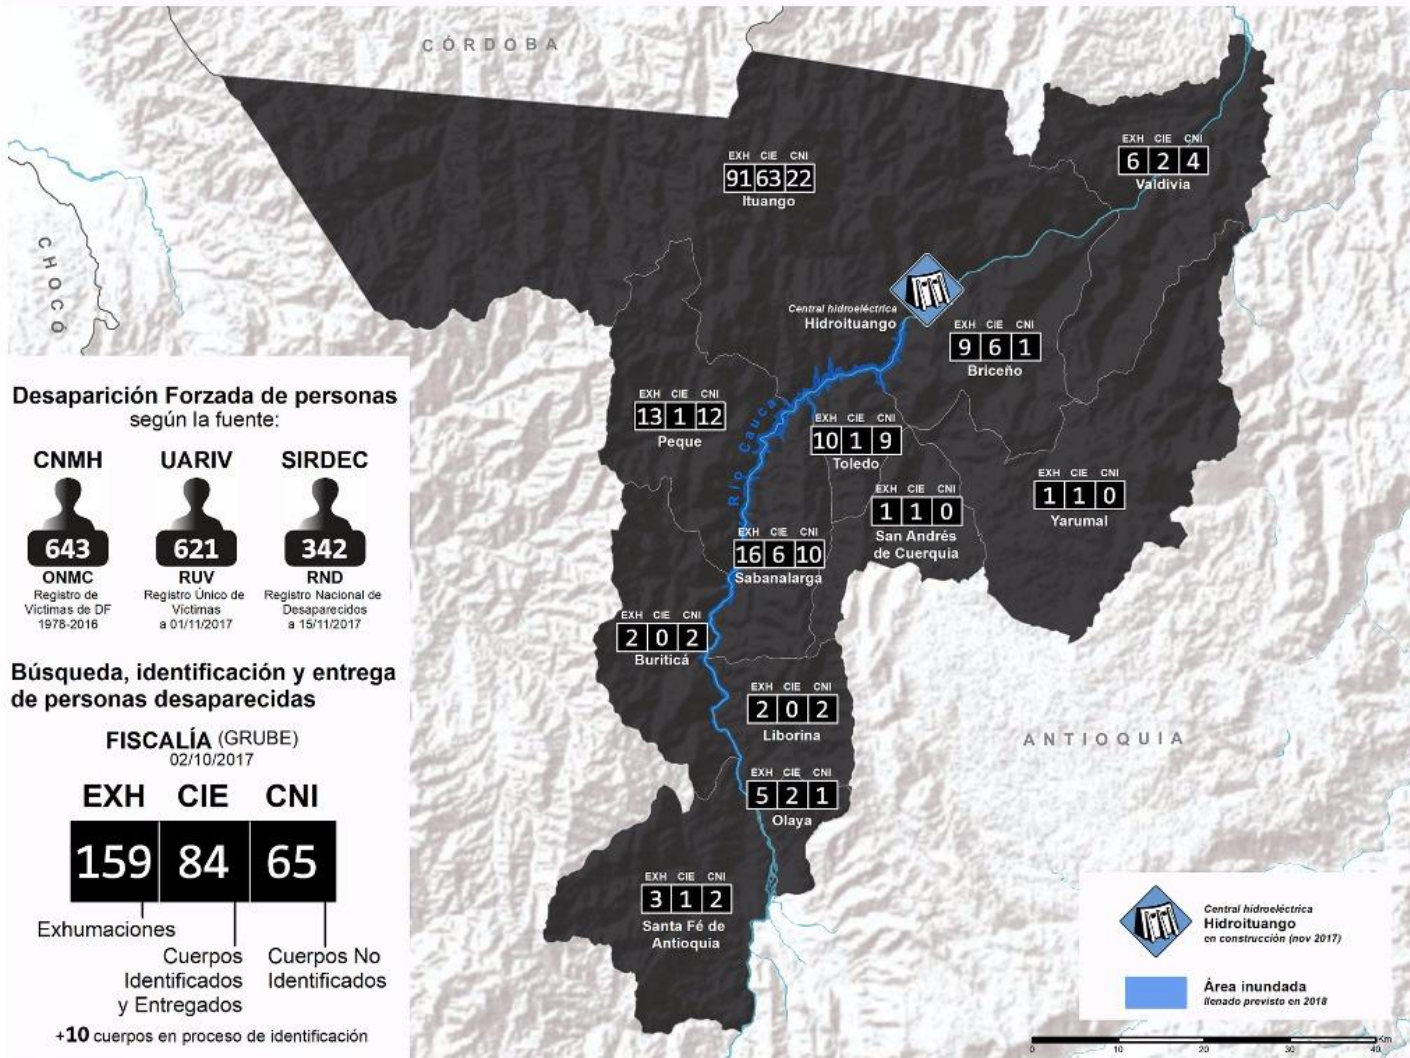 CÓRDOBA
CHOCÓ
ANTIOQUIA
EXH CIE CNI
91 63 22
Ituango
EXH CIE CNI
6 2 4
Valdivia
Central hidroeléctrica
Hidroituango
EXH CIE CNI
9 6 1
Briceño
EXH CIE CNI
13 1 12
Peque
Río Cauca
EXH CIE CNI
10 1 9
Toledo
EXH CIE CNI
1 1 0
San Andrés
de Cuerquia
EXH CIE CNI
1 1 0
Yarumal
EXH CIE CNI
16 6 10
Sabanalarga
EXH CIE CNI
2 0 2
Buriticá
EXH CIE CNI
2 0 2
Liborina
EXH CIE CNI
5 2 1
Olaya
EXH CIE CNI
3 1 2
Santa Fé de
Antioquia
Desaparición Forzada de personas
según la fuente:
CNMH UARIV SIRDEC
643 621 342
ONMC RUV RND
Registro de
Víctimas de DF
1978-2016
Registro Único de
Víctimas
a 01/11/2017
Registro Nacional de
Desaparecidos
a 15/11/2017
Búsqueda, identificación y entrega
de personas desaparecidas
FISCALÍA (GRUBE)
02/10/2017
EXH CIE CNI
159 84 65
Exhumaciones
Cuerpos
Identificados
y Entregados
Cuerpos No
Identificados
+10 cuerpos en proceso de identificación
Central hidroeléctrica
Hidroituango
en construcción (nov 2017)
Área inundada
llenado previsto en 2018
0 10 20 30 40 Km